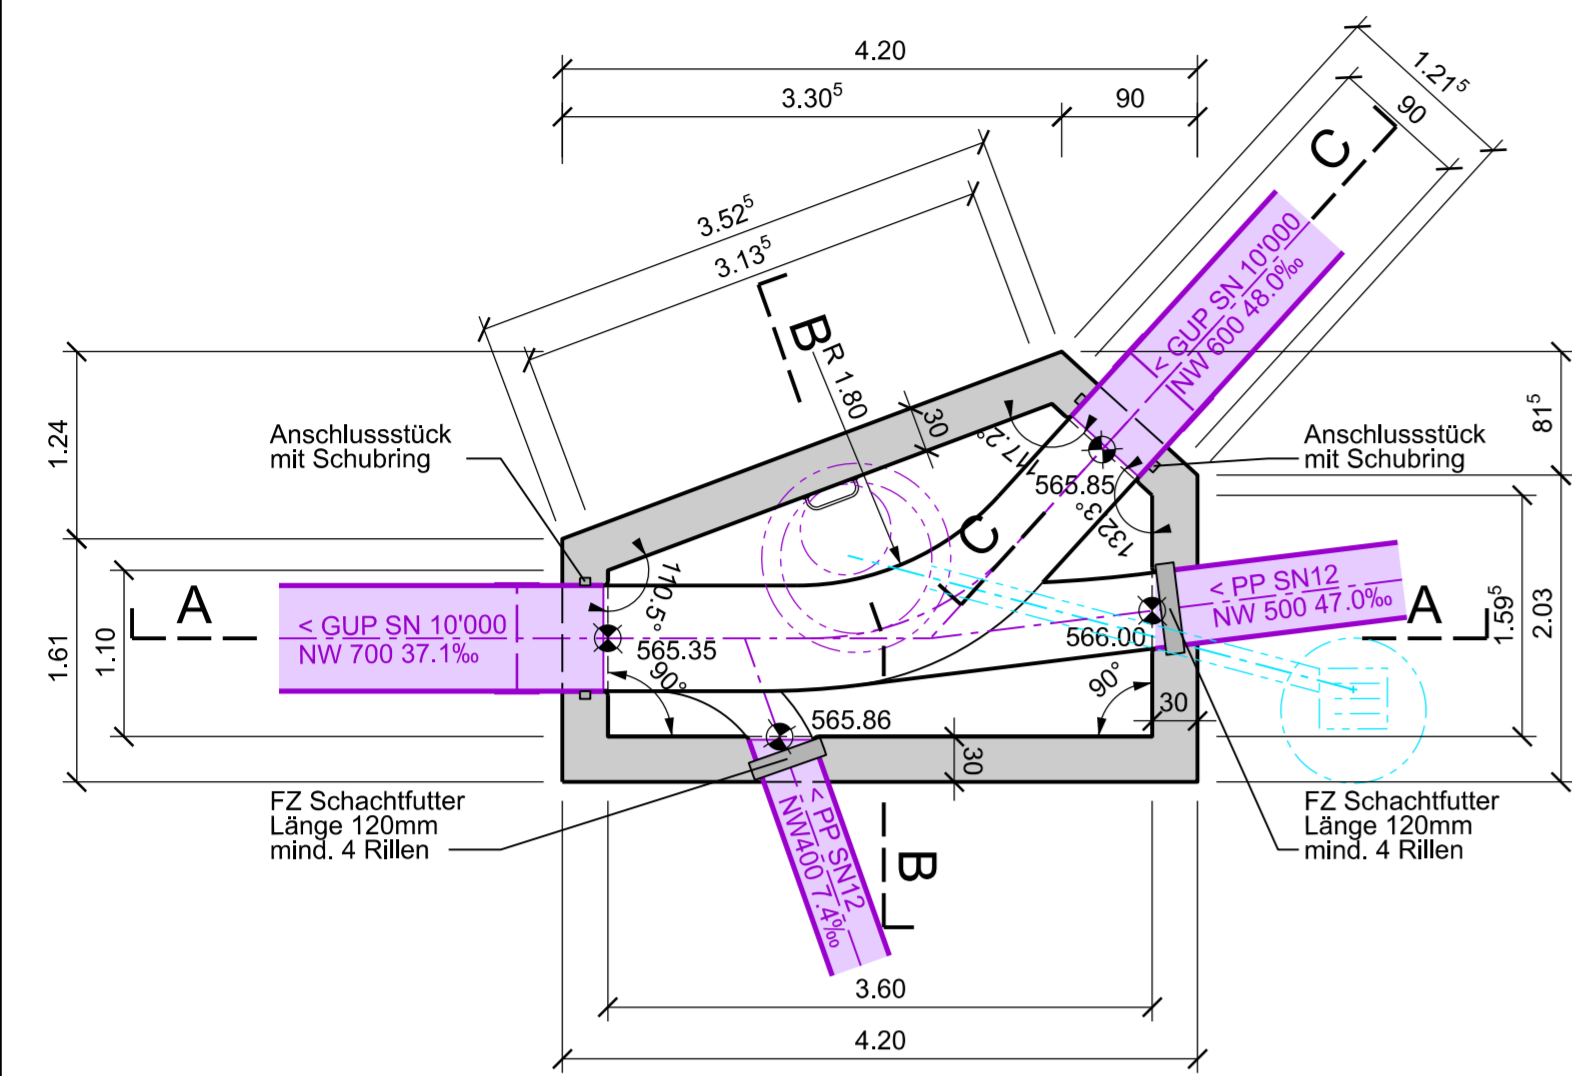 4.20
3.30⁵
90
1.21⁵
90
C
3.52⁵
3.13⁵
B
R 1.80
30
< GUP SN 10'000
NW 600 48.0‰
1.24
81⁵
Anschlussstück
mit Schubring
Anschlussstück
mit Schubring
117.2°
565.85
132.3°
C
110.5°
A
< GUP SN 10'000
NW 700 37.1‰
565.35
90°
566.00
< PP SN12
NW 500 47.0‰
A
1.61
1.10
1.59⁵
2.03
90°
30
565.86
30
FZ Schachtfutter
Länge 120mm
mind. 4 Rillen
< PP SN12
NW400 7.4‰
B
FZ Schachtfutter
Länge 120mm
mind. 4 Rillen
3.60
4.20